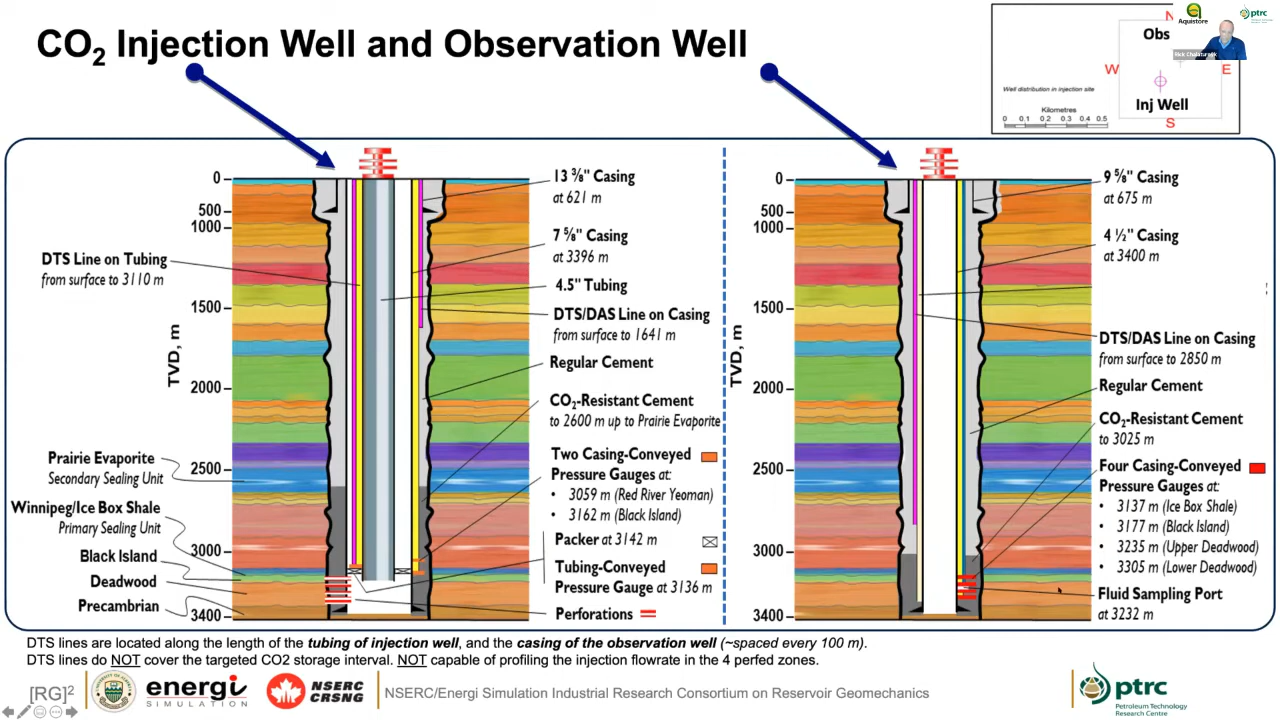 CO2 Injection Well and Observation Well
Aquistore
ptrc
N
Obs
W
E
Well distribution in injection site
Kilometres
0 0.1 0.2 0.3 0.4 0.5
Inj Well
S
TVD, m
0
500
1000
1500
2000
2500
3000
3400
DTS Line on Tubing
from surface to 3110 m
Prairie Evaporite
Secondary Sealing Unit
Winnipeg/Ice Box Shale
Primary Sealing Unit
Black Island
Deadwood
Precambrian
13 ⅜" Casing
at 621 m
7 ⅝" Casing
at 3396 m
4.5" Tubing
DTS/DAS Line on Casing
from surface to 1641 m
Regular Cement
CO2-Resistant Cement
to 2600 m up to Prairie Evaporite
Two Casing-Conveyed
Pressure Gauges at:
• 3059 m (Red River Yeoman)
• 3162 m (Black Island)
Packer at 3142 m
Tubing-Conveyed
Pressure Gauge at 3136 m
Perforations
TVD, m
0
500
1000
1500
2000
2500
3000
3400
9 ⅝" Casing
at 675 m
4 ½" Casing
at 3400 m
DTS/DAS Line on Casing
from surface to 2850 m
Regular Cement
CO2-Resistant Cement
to 3025 m
Four Casing-Conveyed
Pressure Gauges at:
• 3137 m (Ice Box Shale)
• 3177 m (Black Island)
• 3235 m (Upper Deadwood)
• 3305 m (Lower Deadwood)
Fluid Sampling Port
at 3232 m
DTS lines are located along the length of the tubing of injection well, and the casing of the observation well (~spaced every 100 m).
DTS lines do NOT cover the targeted CO2 storage interval. NOT capable of profiling the injection flowrate in the 4 perfed zones.
[RG]2
energi
SIMULATION
NSERC
CRSNG
NSERC/Energi Simulation Industrial Research Consortium on Reservoir Geomechanics
ptrc
Petroleum Technology
Research Centre